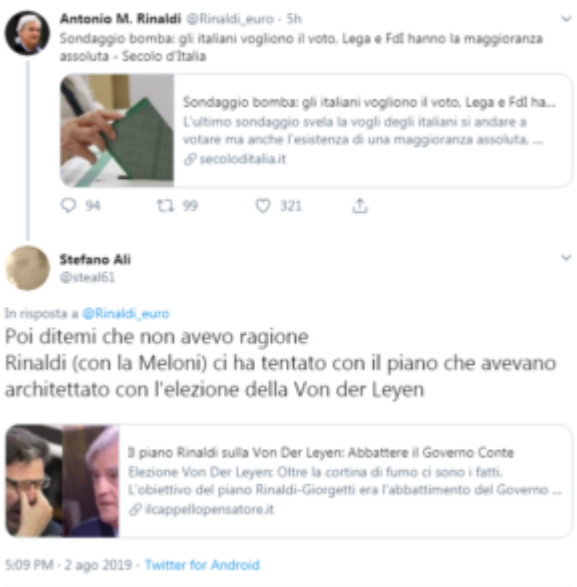 Antonio M. Rinaldi @Rinaldi_euro · 5h
Sondaggio bomba: gli italiani vogliono il voto, Lega e FdI hanno la maggioranza
assoluta - Secolo d'Italia
Sondaggio bomba: gli italiani vogliono il voto, Lega e FdI ha...
L'ultimo sondaggio svela la vogli degli italiani si andare a
votare ma anche l'esistenza di una maggioranza assoluta, ...
secoloditalia.it
94 99 321
Stefano Alì
@steal61
In risposta a @Rinaldi_euro
Poi ditemi che non avevo ragione
Rinaldi (con la Meloni) ci ha tentato con il piano che avevano
architettato con l'elezione della Von der Leyen
Il piano Rinaldi sulla Von Der Leyen: Abbattere il Governo Conte
Elezione Von Der Leyen: Oltre la cortina di fumo ci sono i fatti.
L'obiettivo del piano Rinaldi-Giorgetti era l'abbattimento del Governo ...
ilcappellopensatore.it
5:09 PM · 2 ago 2019 · Twitter for Android